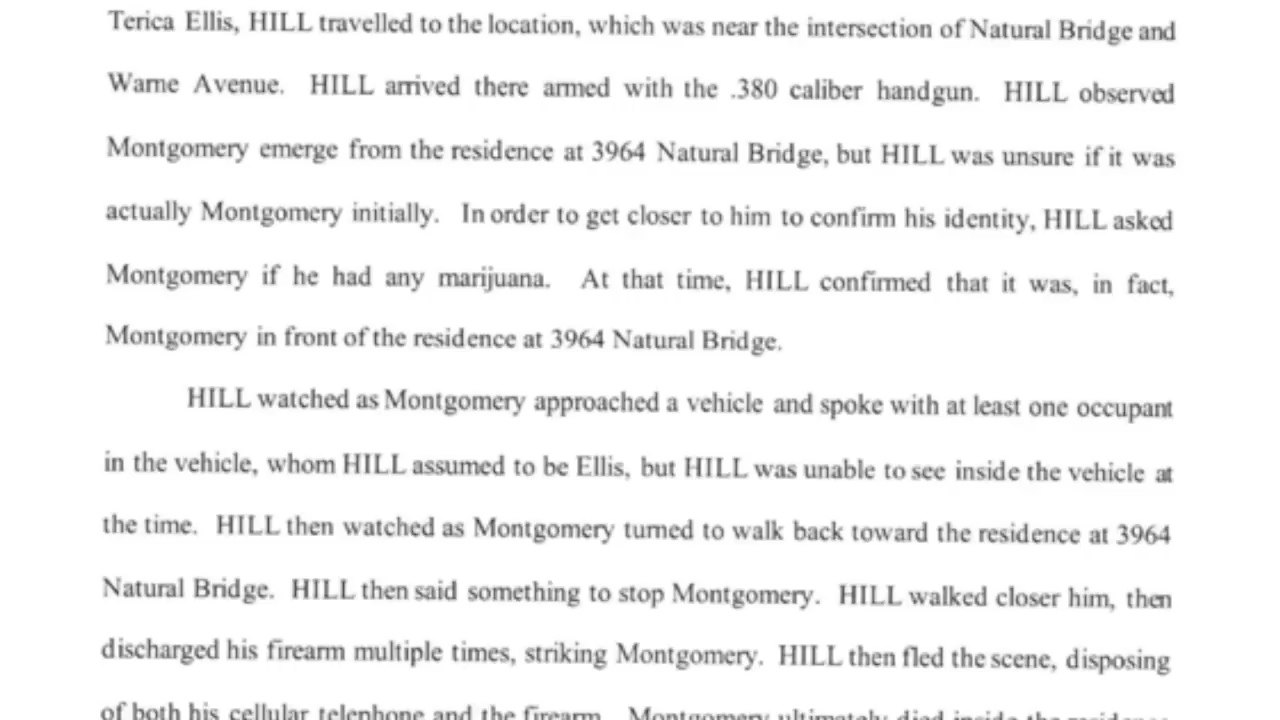 Terica Ellis, HILL travelled to the location, which was near the intersection of Natural Bridge and
Warne Avenue. HILL arrived there armed with the .380 caliber handgun. HILL observed
Montgomery emerge from the residence at 3964 Natural Bridge, but HILL was unsure if it was
actually Montgomery initially. In order to get closer to him to confirm his identity, HILL asked
Montgomery if he had any marijuana. At that time, HILL confirmed that it was, in fact,
Montgomery in front of the residence at 3964 Natural Bridge.
HILL watched as Montgomery approached a vehicle and spoke with at least one occupant
in the vehicle, whom HILL assumed to be Ellis, but HILL was unable to see inside the vehicle at
the time. HILL then watched as Montgomery turned to walk back toward the residence at 3964
Natural Bridge. HILL then said something to stop Montgomery. HILL walked closer him, then
discharged his firearm multiple times, striking Montgomery. HILL then fled the scene, disposing
of both his cellular telephone and the firearm. Montgomery ultimately died inside the residence